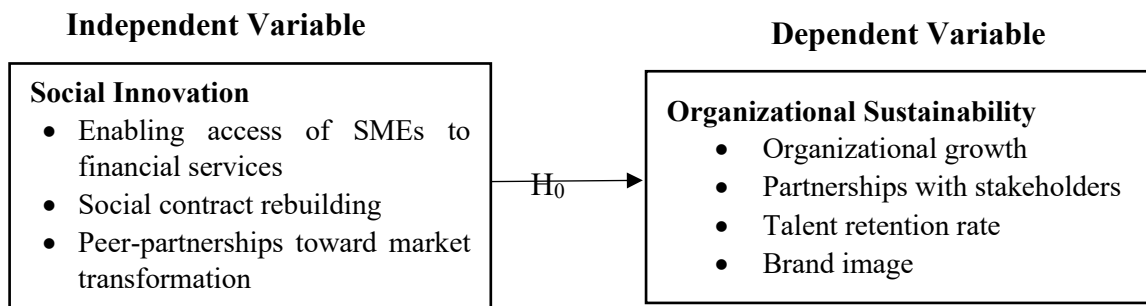 Independent Variable
Dependent Variable
Social Innovation
• Enabling access of SMEs to
financial services
• Social contract rebuilding
• Peer-partnerships toward market
transformation
H₀
Organizational Sustainability
• Organizational growth
• Partnerships with stakeholders
• Talent retention rate
• Brand image